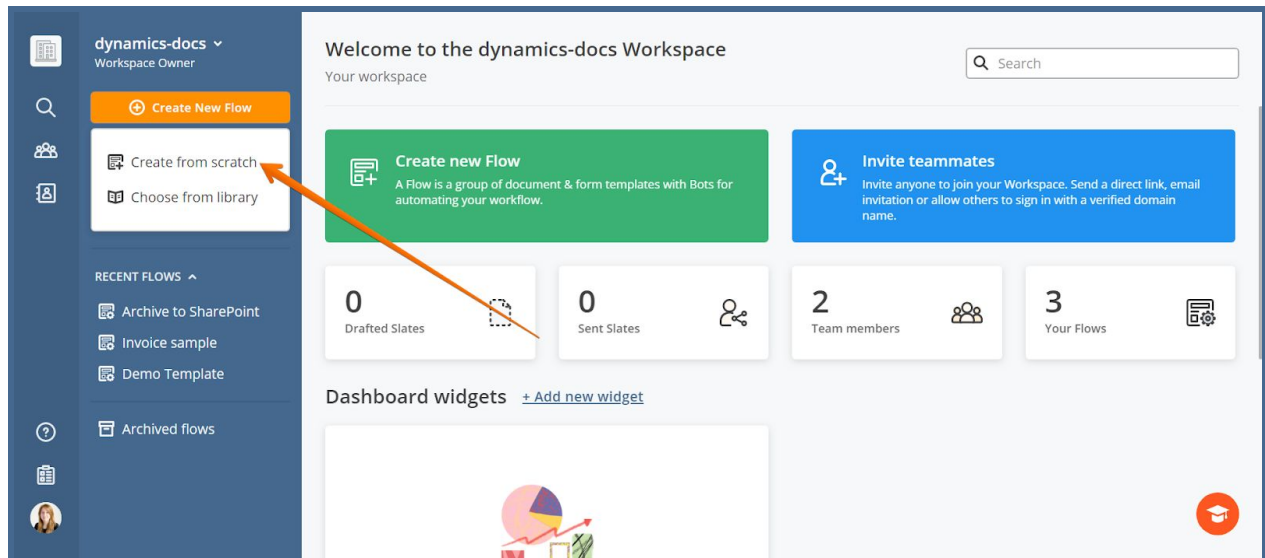 dynamics-docs
Workspace Owner
Create New Flow
Create from scratch
Choose from library
RECENT FLOWS
Archive to SharePoint
Invoice sample
Demo Template
Archived flows
Welcome to the dynamics-docs Workspace
Your workspace
Search
Create new Flow
A Flow is a group of document & form templates with Bots for
automating your workflow.
Invite teammates
Invite anyone to join your Workspace. Send a direct link, email
invitation or allow others to sign in with a verified domain
name.
0
Drafted Slates
0
Sent Slates
2
Team members
3
Your Flows
Dashboard widgets + Add new widget